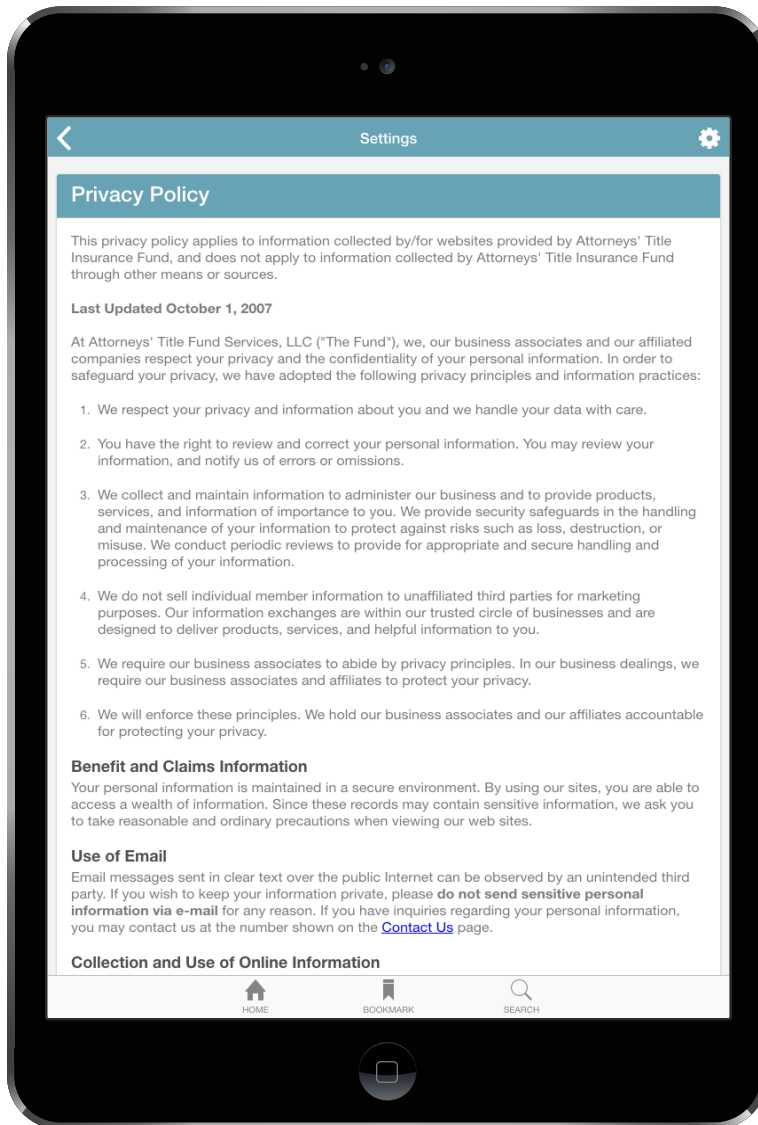 Settings
Privacy Policy
This privacy policy applies to information collected by/for websites provided by Attorneys' Title
Insurance Fund, and does not apply to information collected by Attorneys' Title Insurance Fund
through other means or sources.
Last Updated October 1, 2007
At Attorneys' Title Fund Services, LLC ("The Fund"), we, our business associates and our affiliated
companies respect your privacy and the confidentiality of your personal information. In order to
safeguard your privacy, we have adopted the following privacy principles and information practices:
1. We respect your privacy and information about you and we handle your data with care.
2. You have the right to review and correct your personal information. You may review your
information, and notify us of errors or omissions.
3. We collect and maintain information to administer our business and to provide products,
services, and information of importance to you. We provide security safeguards in the handling
and maintenance of your information to protect against risks such as loss, destruction, or
misuse. We conduct periodic reviews to provide for appropriate and secure handling and
processing of your information.
4. We do not sell individual member information to unaffiliated third parties for marketing
purposes. Our information exchanges are within our trusted circle of businesses and are
designed to deliver products, services, and helpful information to you.
5. We require our business associates to abide by privacy principles. In our business dealings, we
require our business associates and affiliates to protect your privacy.
6. We will enforce these principles. We hold our business associates and our affiliates accountable
for protecting your privacy.
Benefit and Claims Information
Your personal information is maintained in a secure environment. By using our sites, you are able to
access a wealth of information. Since these records may contain sensitive information, we ask you
to take reasonable and ordinary precautions when viewing our web sites.
Use of Email
Email messages sent in clear text over the public Internet can be observed by an unintended third
party. If you wish to keep your information private, please do not send sensitive personal
information via e-mail for any reason. If you have inquiries regarding your personal information,
you may contact us at the number shown on the Contact Us page.
Collection and Use of Online Information
HOME BOOKMARK SEARCH